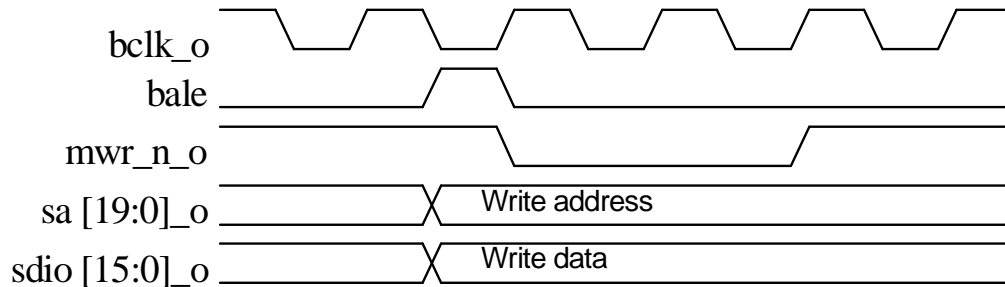 bclk_o
bale
mwr_n_o
sa [19:0]_o Write address
sdio [15:0]_o Write data